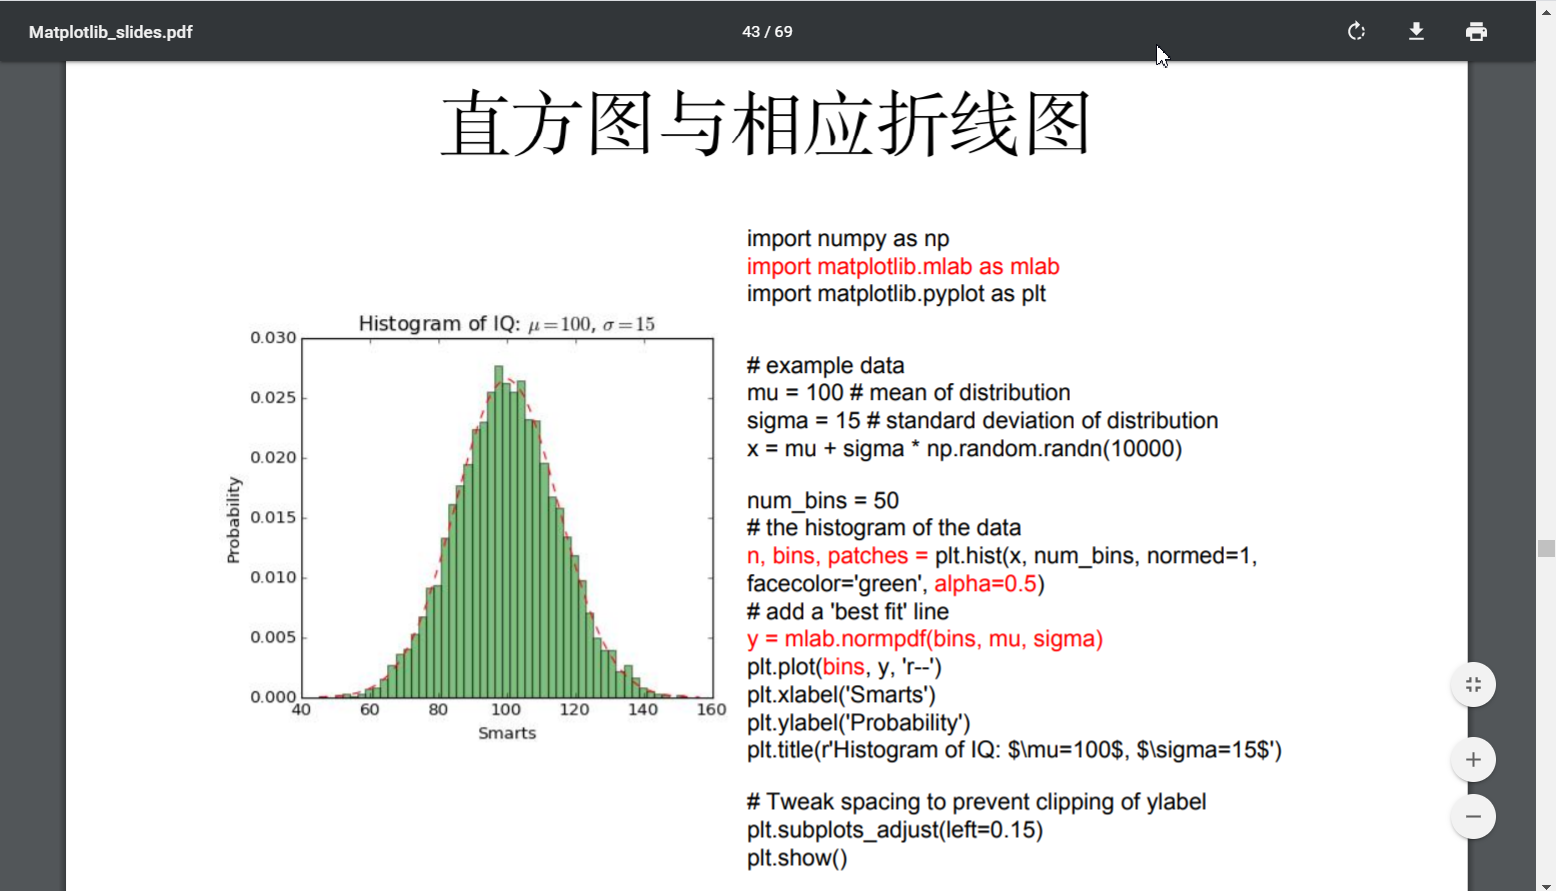 Matplotlib_slides.pdf
43 / 69
直方图与相应折线图
import numpy as np
import matplotlib.mlab as mlab
import matplotlib.pyplot as plt
# example data
mu = 100 # mean of distribution
sigma = 15 # standard deviation of distribution
x = mu + sigma * np.random.randn(10000)
num_bins = 50
# the histogram of the data
n, bins, patches = plt.hist(x, num_bins, normed=1,
facecolor='green', alpha=0.5)
# add a 'best fit' line
y = mlab.normpdf(bins, mu, sigma)
plt.plot(bins, y, 'r--')
plt.xlabel('Smarts')
plt.ylabel('Probability')
plt.title(r'Histogram of IQ: $\mu=100$, $\sigma=15$')
# Tweak spacing to prevent clipping of ylabel
plt.subplots_adjust(left=0.15)
plt.show()
Histogram of IQ: μ=100, σ=15
Probability
0.030
0.025
0.020
0.015
0.010
0.005
0.000
40 60 80 100 120 140 160
Smarts